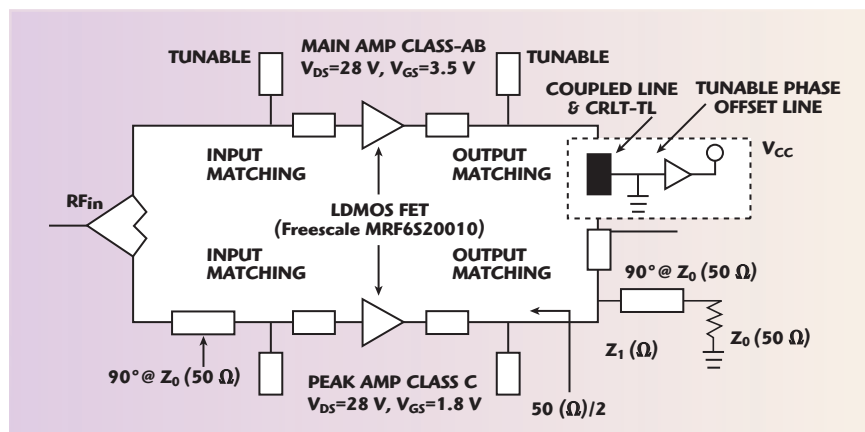 TUNABLE
MAIN AMP CLASS-AB
V_DS=28 V, V_GS=3.5 V
TUNABLE
COUPLED LINE
& CRLT-TL
TUNABLE PHASE
OFFSET LINE
V_CC
INPUT
MATCHING
OUTPUT
MATCHING
RF_in
LDMOS FET
(Freescale MRF6S20010)
INPUT
MATCHING
OUTPUT
MATCHING
90° @ Z_0 (50 Ω)
Z_1 (Ω)
Z_0 (50 Ω)
90° @ Z_0 (50 Ω)
PEAK AMP CLASS C
V_DS=28 V, V_GS=1.8 V
50 (Ω)/2